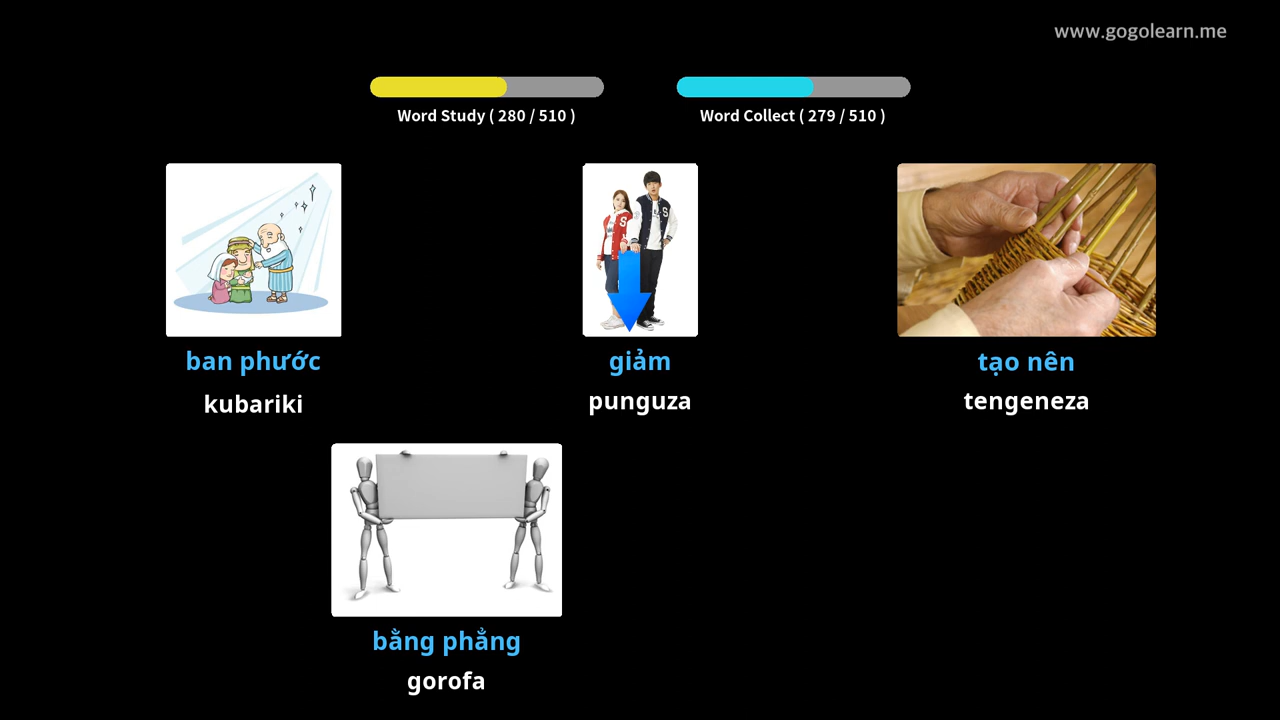 www.gogolearn.me
Word Study ( 280 / 510 )
Word Collect ( 279 / 510 )
S
S
ban phước
kubariki
giảm
punguza
tạo nên
tengeneza
bằng phẳng
gorofa